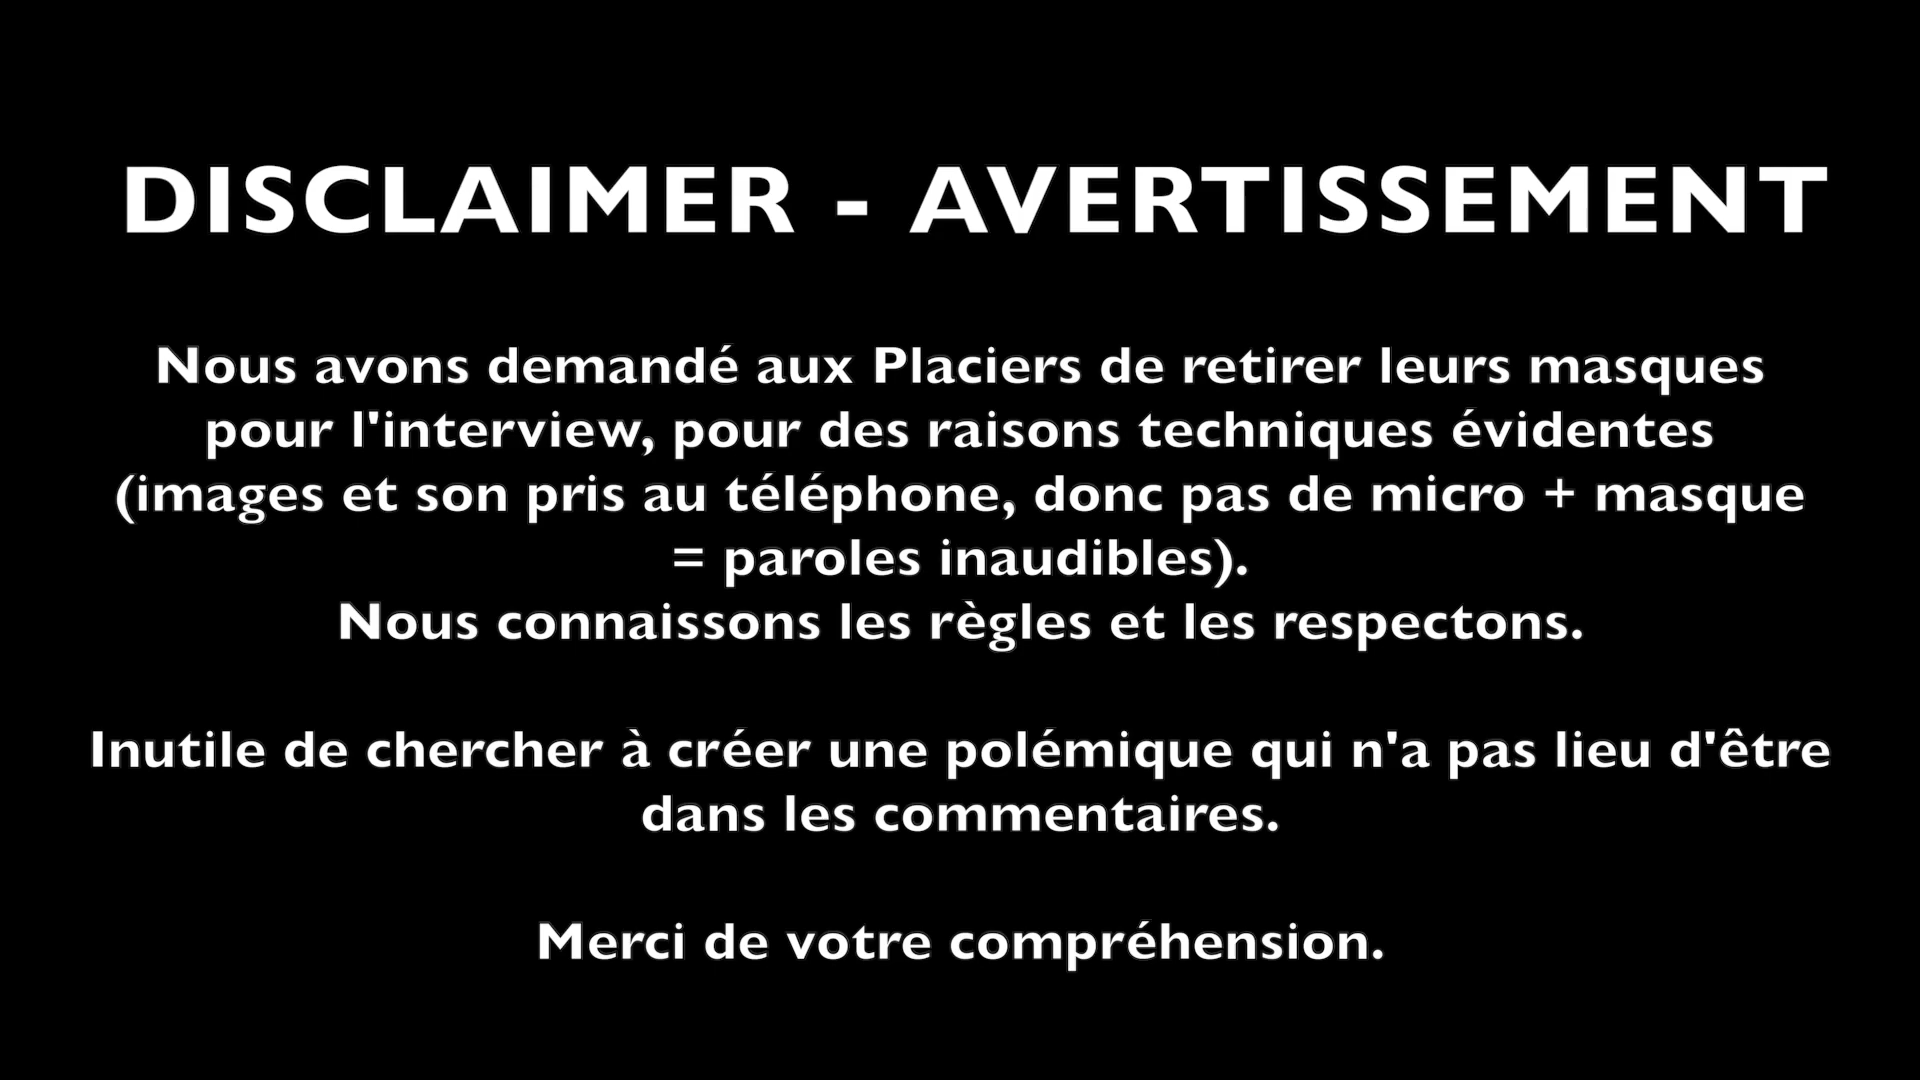 DISCLAIMER - AVERTISSEMENT
Nous avons demandé aux Placiers de retirer leurs masques
pour l'interview, pour des raisons techniques évidentes
(images et son pris au téléphone, donc pas de micro + masque
= paroles inaudibles).
Nous connaissons les règles et les respectons.
Inutile de chercher à créer une polémique qui n'a pas lieu d'être
dans les commentaires.
Merci de votre compréhension.